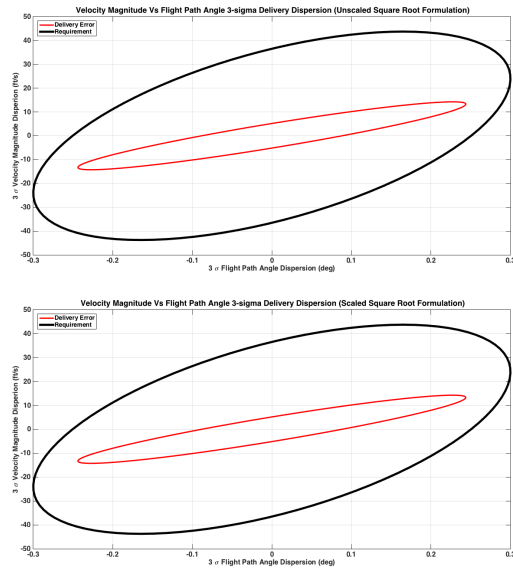 Velocity Magnitude Vs Flight Path Angle 3-sigma Delivery Dispersion (Unscaled Square Root Formulation)
Delivery Error
Requirement
50
40
30
20
10
0
-10
-20
-30
-40
-50
3 σ Velocity Magnitude Disperion (ft/s)
-0.3 -0.2 -0.1 0 0.1 0.2 0.3
3 σ Flight Path Angle Dispersion (deg)
Velocity Magnitude Vs Flight Path Angle 3-sigma Delivery Dispersion (Scaled Square Root Formulation)
Delivery Error
Requirement
50
40
30
20
10
0
-10
-20
-30
-40
-50
3 σ Velocity Magnitude Disperion (ft/s)
-0.3 -0.2 -0.1 0 0.1 0.2 0.3
3 σ Flight Path Angle Dispersion (deg)